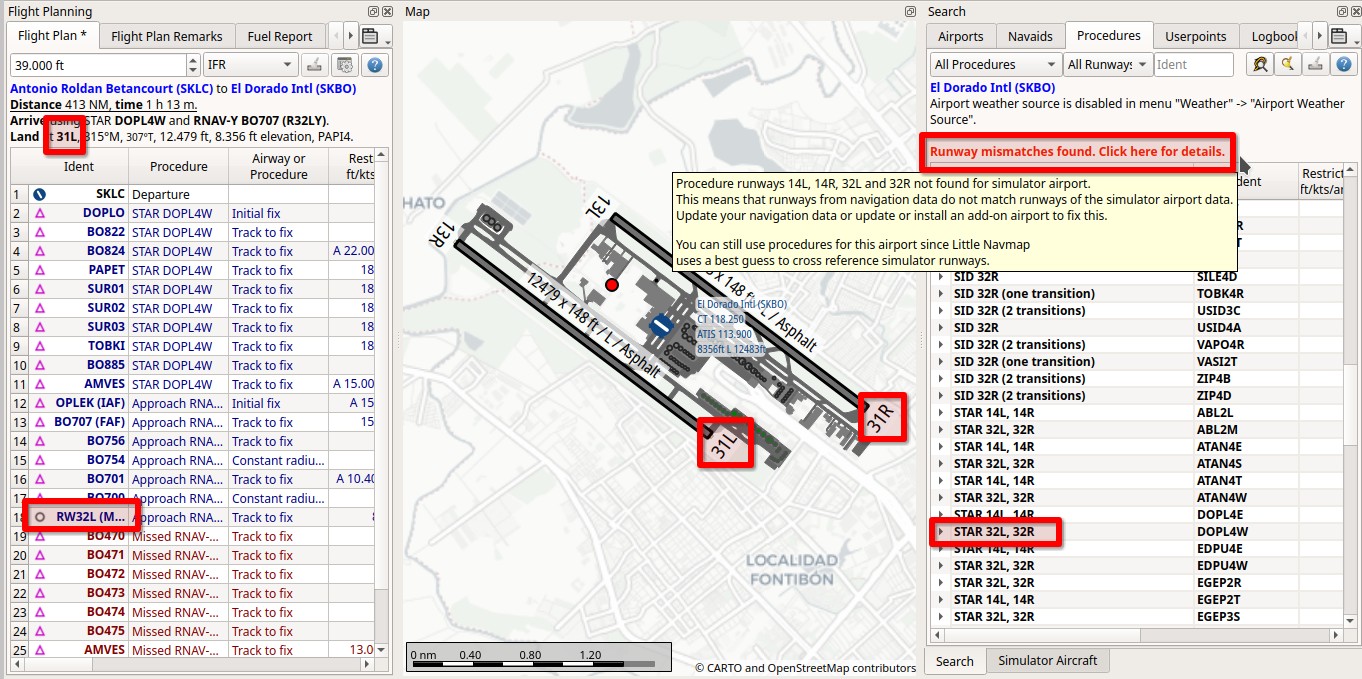 Flight Planning
Flight Plan *
Flight Plan Remarks
Fuel Report
39.000 ft
IFR
Antonio Roldan Betancourt (SKLC) to El Dorado Intl (SKBO)
Distance 413 NM, time 1 h 13 m.
Arrive using STAR DOPL4W and RNAV-Y BO707 (R32LY).
Land at 31L, 315°M, 307°T, 12.479 ft, 8.356 ft elevation, PAPI4.
Ident Procedure Airway or Procedure Rest ft/kts
1 SKLC Departure
2 DOPLO STAR DOPL4W Initial fix
3 BO822 STAR DOPL4W Track to fix
4 BO824 STAR DOPL4W Track to fix A 22.00
5 PAPET STAR DOPL4W Track to fix 18
6 SUR01 STAR DOPL4W Track to fix 18
7 SUR02 STAR DOPL4W Track to fix 18
8 SUR03 STAR DOPL4W Track to fix 18
9 TOBKI STAR DOPL4W Track to fix 18
10 BO885 STAR DOPL4W Track to fix
11 AMVES STAR DOPL4W Track to fix A 15.00
12 OPLEK (IAF) Approach RNA... Initial fix A 15
13 BO707 (FAF) Approach RNA... Track to fix 15
14 BO756 Approach RNA... Track to fix
15 BO754 Approach RNA... Constant radiu...
16 BO701 Approach RNA... Track to fix A 10.40
17 BO700 Approach RNA... Constant radiu...
18 RW32L (M... Approach RNA... Track to fix
19 BO470 Missed RNAV-... Track to fix
20 BO471 Missed RNAV-... Track to fix
21 BO472 Missed RNAV-... Track to fix
22 BO473 Missed RNAV-... Track to fix
23 BO474 Missed RNAV-... Track to fix
24 BO475 Missed RNAV-... Track to fix
25 AMVES Missed RNAV-... Track to fix 13.0
Map
HATO
13L
13R
12479 x 148 ft / L / Asphalt
x 148 ft / L / Asphalt
El Dorado Intl (SKBO)
CT 118.250
ATIS 113.900
8356ft L 12483ft
31L
31R
LOCALIDAD
FONTIBÓN
0 nm 0.40 0.80 1.20
© CARTO and OpenStreetMap contributors
Search
Airports
Navaids
Procedures
Userpoints
Logbook
All Procedures
All Runways
Ident
El Dorado Intl (SKBO)
Airport weather source is disabled in menu "Weather" -> "Airport Weather
Source".
Runway mismatches found. Click here for details.
Procedure runways 14L, 14R, 32L and 32R not found for simulator airport.
This means that runways from navigation data do not match runways of the simulator airport data.
Update your navigation data or update or install an add-on airport to fix this.
You can still use procedures for this airport since Little Navmap
uses a best guess to cross reference simulator runways.
dent Restrict ft/kts/an
R
T
SID 32R SILE4D
SID 32R (one transition) TOBK4R
SID 32R (2 transitions) USID3C
SID 32R USID4A
SID 32R (2 transitions) VAPO4R
SID 32R (one transition) VASI2T
SID 32R (2 transitions) ZIP4B
SID 32R (2 transitions) ZIP4D
STAR 14L, 14R ABL2L
STAR 32L, 32R ABL2M
STAR 14L, 14R ATAN4E
STAR 32L, 32R ATAN4S
STAR 14L, 14R ATAN4T
STAR 32L, 32R ATAN4W
STAR 14L, 14R DOPL4E
STAR 32L, 32R DOPL4W
STAR 14L, 14R EDPU4E
STAR 32L, 32R EDPU4W
STAR 32L, 32R EGEP2R
STAR 14L, 14R EGEP2T
STAR 32L, 32R EGEP3S
Search
Simulator Aircraft